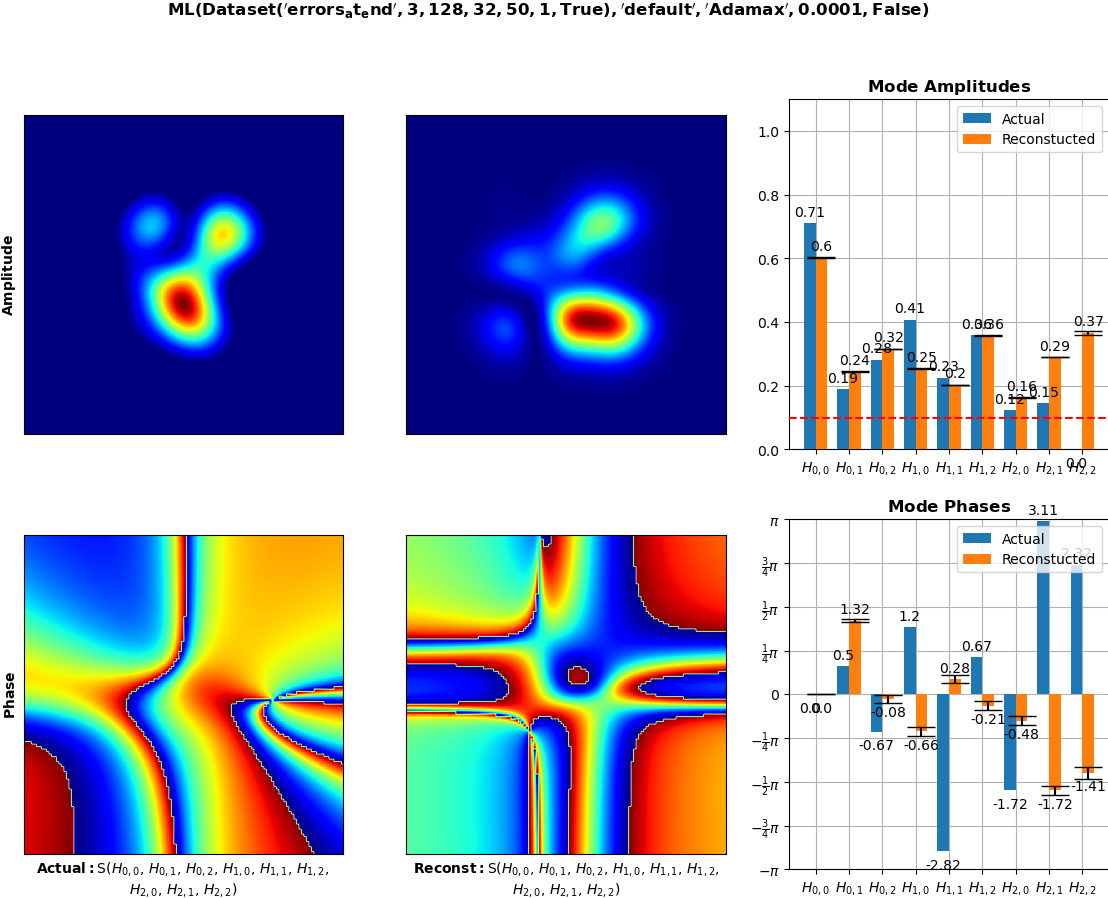 ML(Dataset('errors_at_end', 3, 128, 32, 50, 1, True), 'default', 'Adamax', 0.0001, False)
Amplitude
Mode Amplitudes
Actual
Reconstucted
1.0
0.8
0.6
0.4
0.2
0.0
0.71
0.6
0.19
0.24
0.28
0.32
0.41
0.25
0.23
0.2
0.36
0.36
0.12
0.16
0.15
0.29
0.0
0.37
H0,0 H0,1 H0,2 H1,0 H1,1 H1,2 H2,0 H2,1 H2,2
Phase
Actual: S(H0,0, H0,1, H0,2, H1,0, H1,1, H1,2,
H2,0, H2,1, H2,2)
Reconst: S(H0,0, H0,1, H0,2, H1,0, H1,1, H1,2,
H2,0, H2,1, H2,2)
Mode Phases
Actual
Reconstucted
π
3/4π
1/2π
1/4π
0
−1/4π
−1/2π
−3/4π
−π
0.0
0.0
0.5
1.32
-0.67
-0.08
1.2
-0.66
-2.82
0.28
0.67
-0.21
-1.72
-0.48
3.11
-1.72
2.32
-1.41
H0,0 H0,1 H0,2 H1,0 H1,1 H1,2 H2,0 H2,1 H2,2